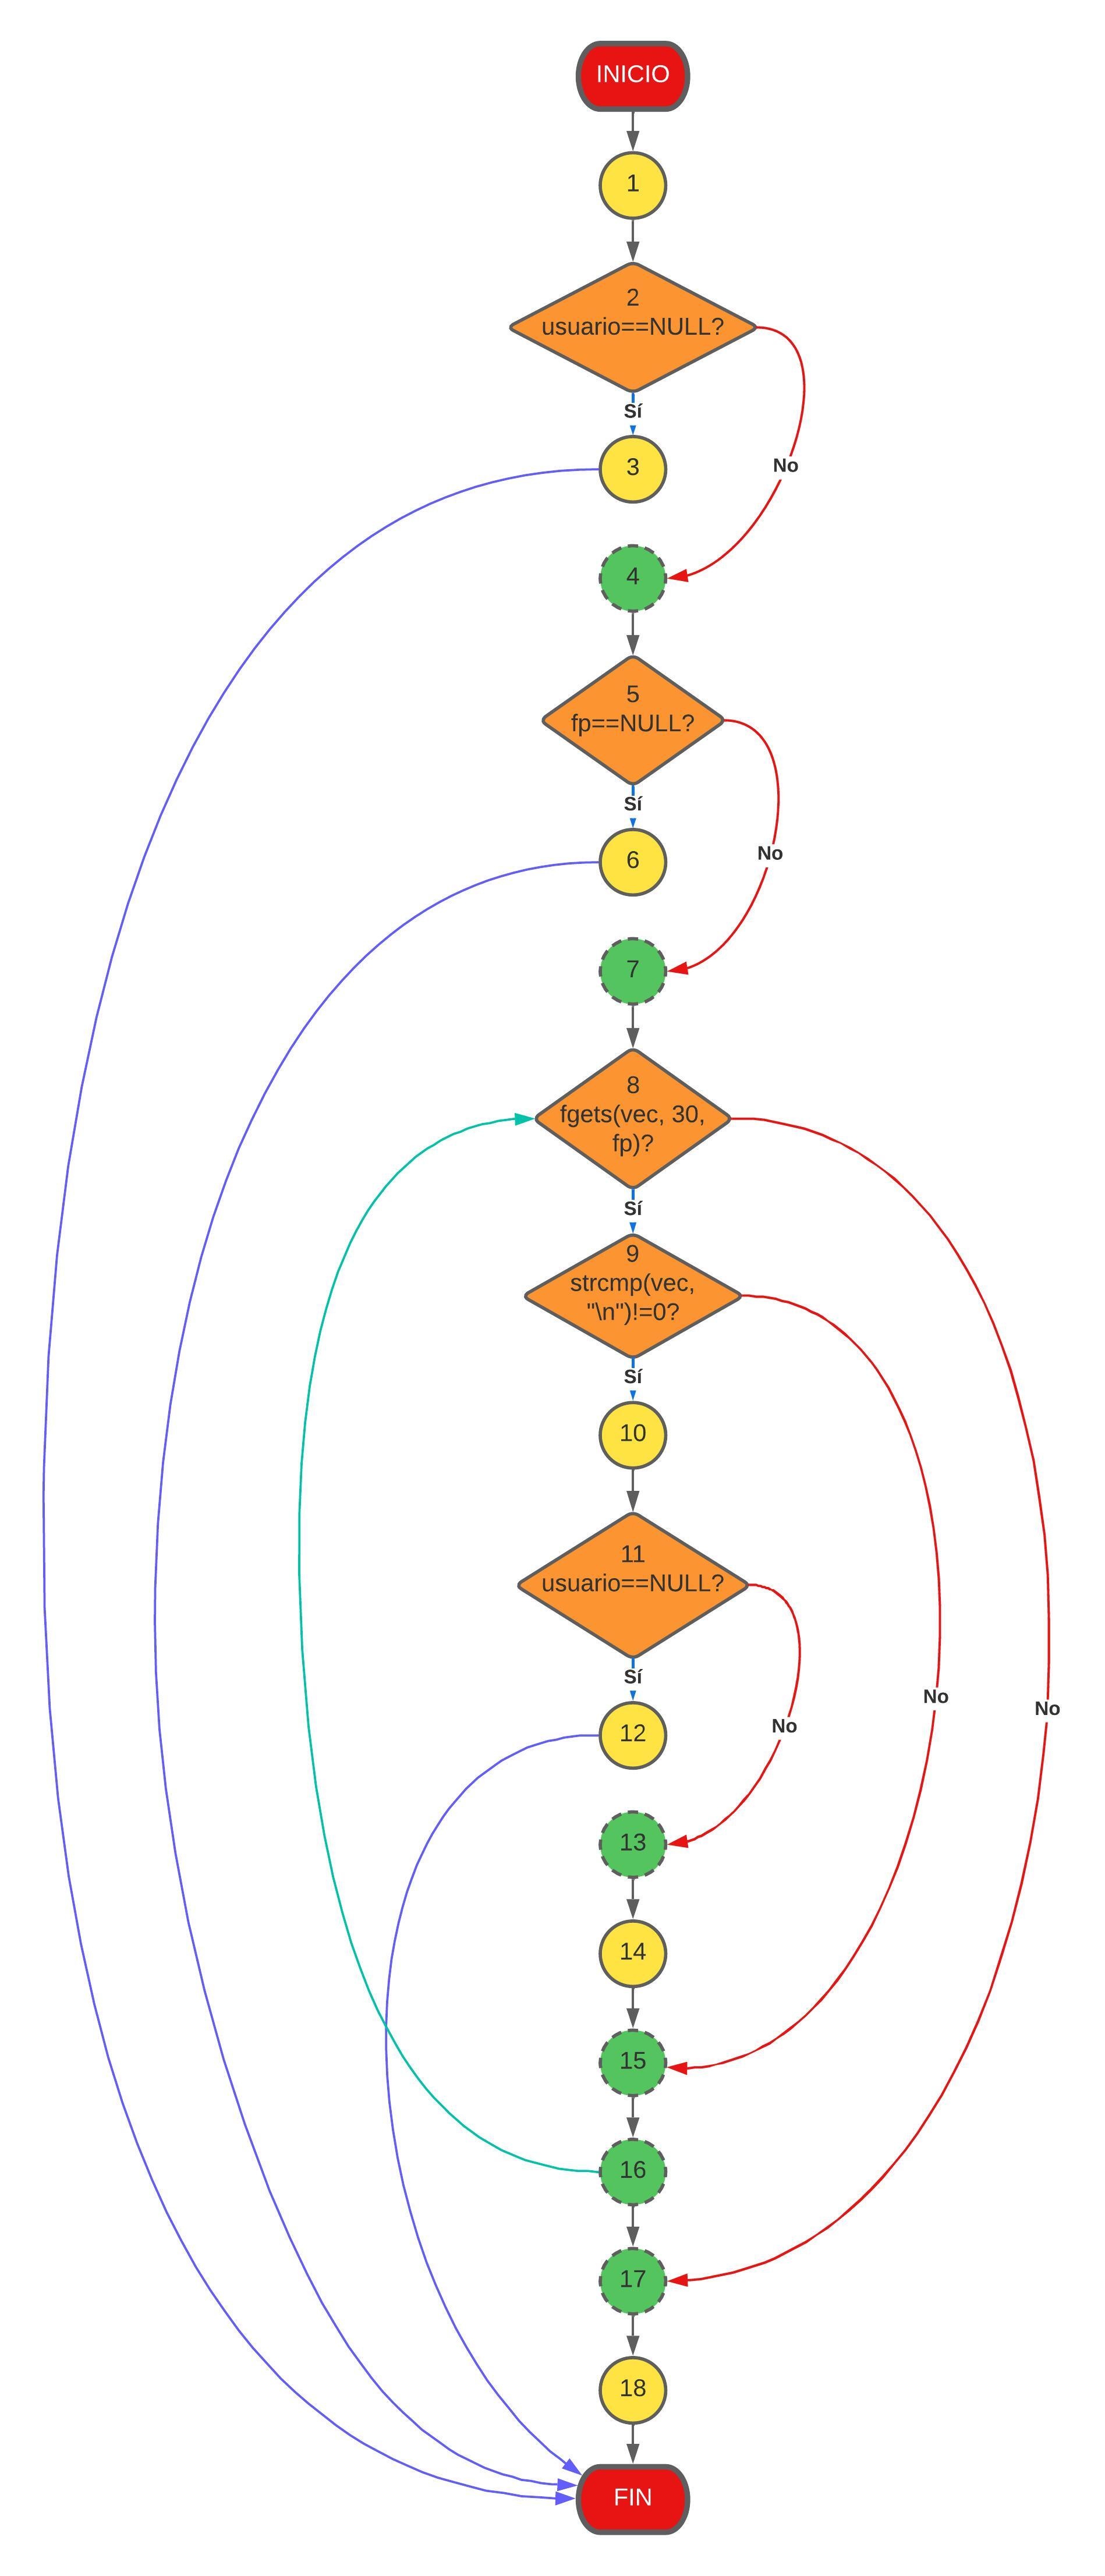 INICIO
1
2
usuario==NULL?
Sí
No
3
4
5
fp==NULL?
Sí
No
6
7
8
fgets(vec, 30,
fp)?
Sí
9
strcmp(vec,
"\n")!=0?
Sí
10
11
usuario==NULL?
Sí
No
No
No
12
13
14
15
16
17
18
FIN